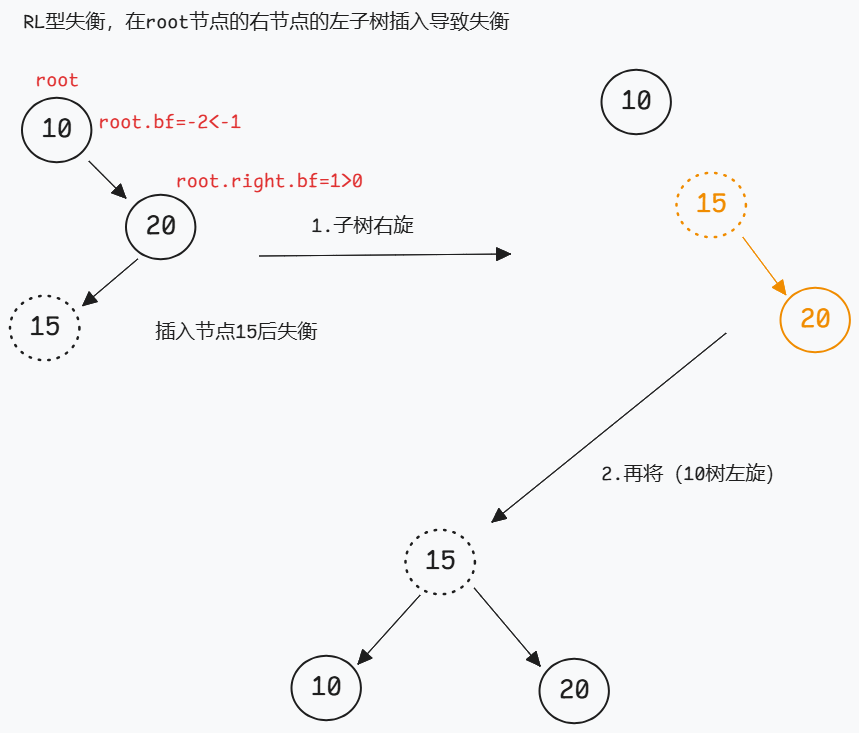 RL型失衡，在root节点的右节点的左子树插入导致失衡
root
10
root.bf=-2<-1
root.right.bf=1>0
20
15
插入节点15后失衡
1.子树右旋
10
15
20
2.再将（10树左旋）
15
10
20